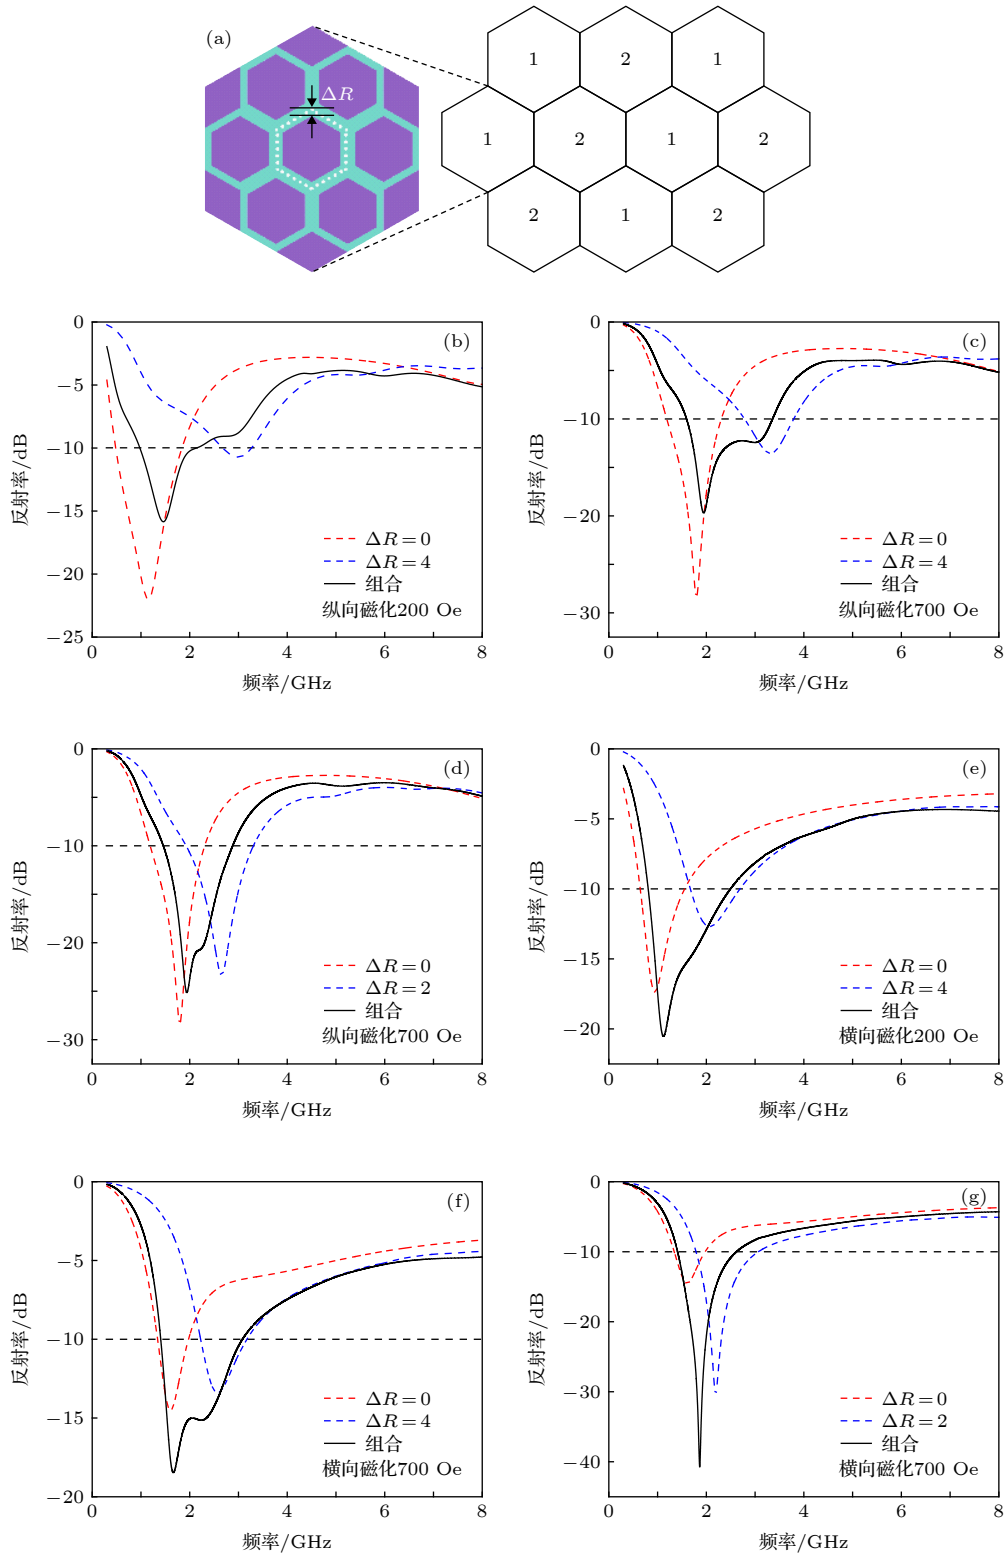 (a)
ΔR
1 2 1
1 2 1 2
2 1 2
(b)
0
−5
−10
−15
−20
−25
反射率/dB
ΔR=0
ΔR=4
组合
纵向磁化200 Oe
0 2 4 6 8
频率/GHz
(c)
0
−10
−20
−30
反射率/dB
ΔR=0
ΔR=4
组合
纵向磁化700 Oe
0 2 4 6 8
频率/GHz
(d)
0
−10
−20
−30
反射率/dB
ΔR=0
ΔR=2
组合
纵向磁化700 Oe
0 2 4 6 8
频率/GHz
(e)
0
−5
−10
−15
−20
反射率/dB
ΔR=0
ΔR=4
组合
横向磁化200 Oe
0 2 4 6 8
频率/GHz
(f)
0
−5
−10
−15
−20
反射率/dB
ΔR=0
ΔR=4
组合
横向磁化700 Oe
0 2 4 6 8
频率/GHz
(g)
0
−10
−20
−30
−40
反射率/dB
ΔR=0
ΔR=2
组合
横向磁化700 Oe
0 2 4 6 8
频率/GHz